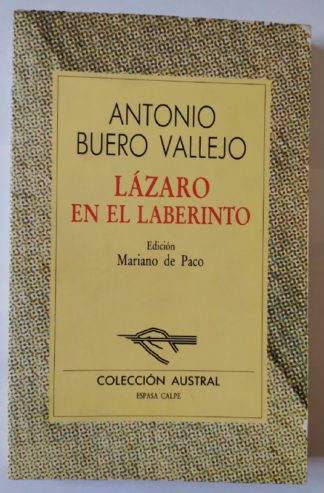 ANTONIO
BUERO VALLEJO
LÁZARO
EN EL LABERINTO
Edición
Mariano de Paco
COLECCIÓN AUSTRAL
ESPASA CALPE